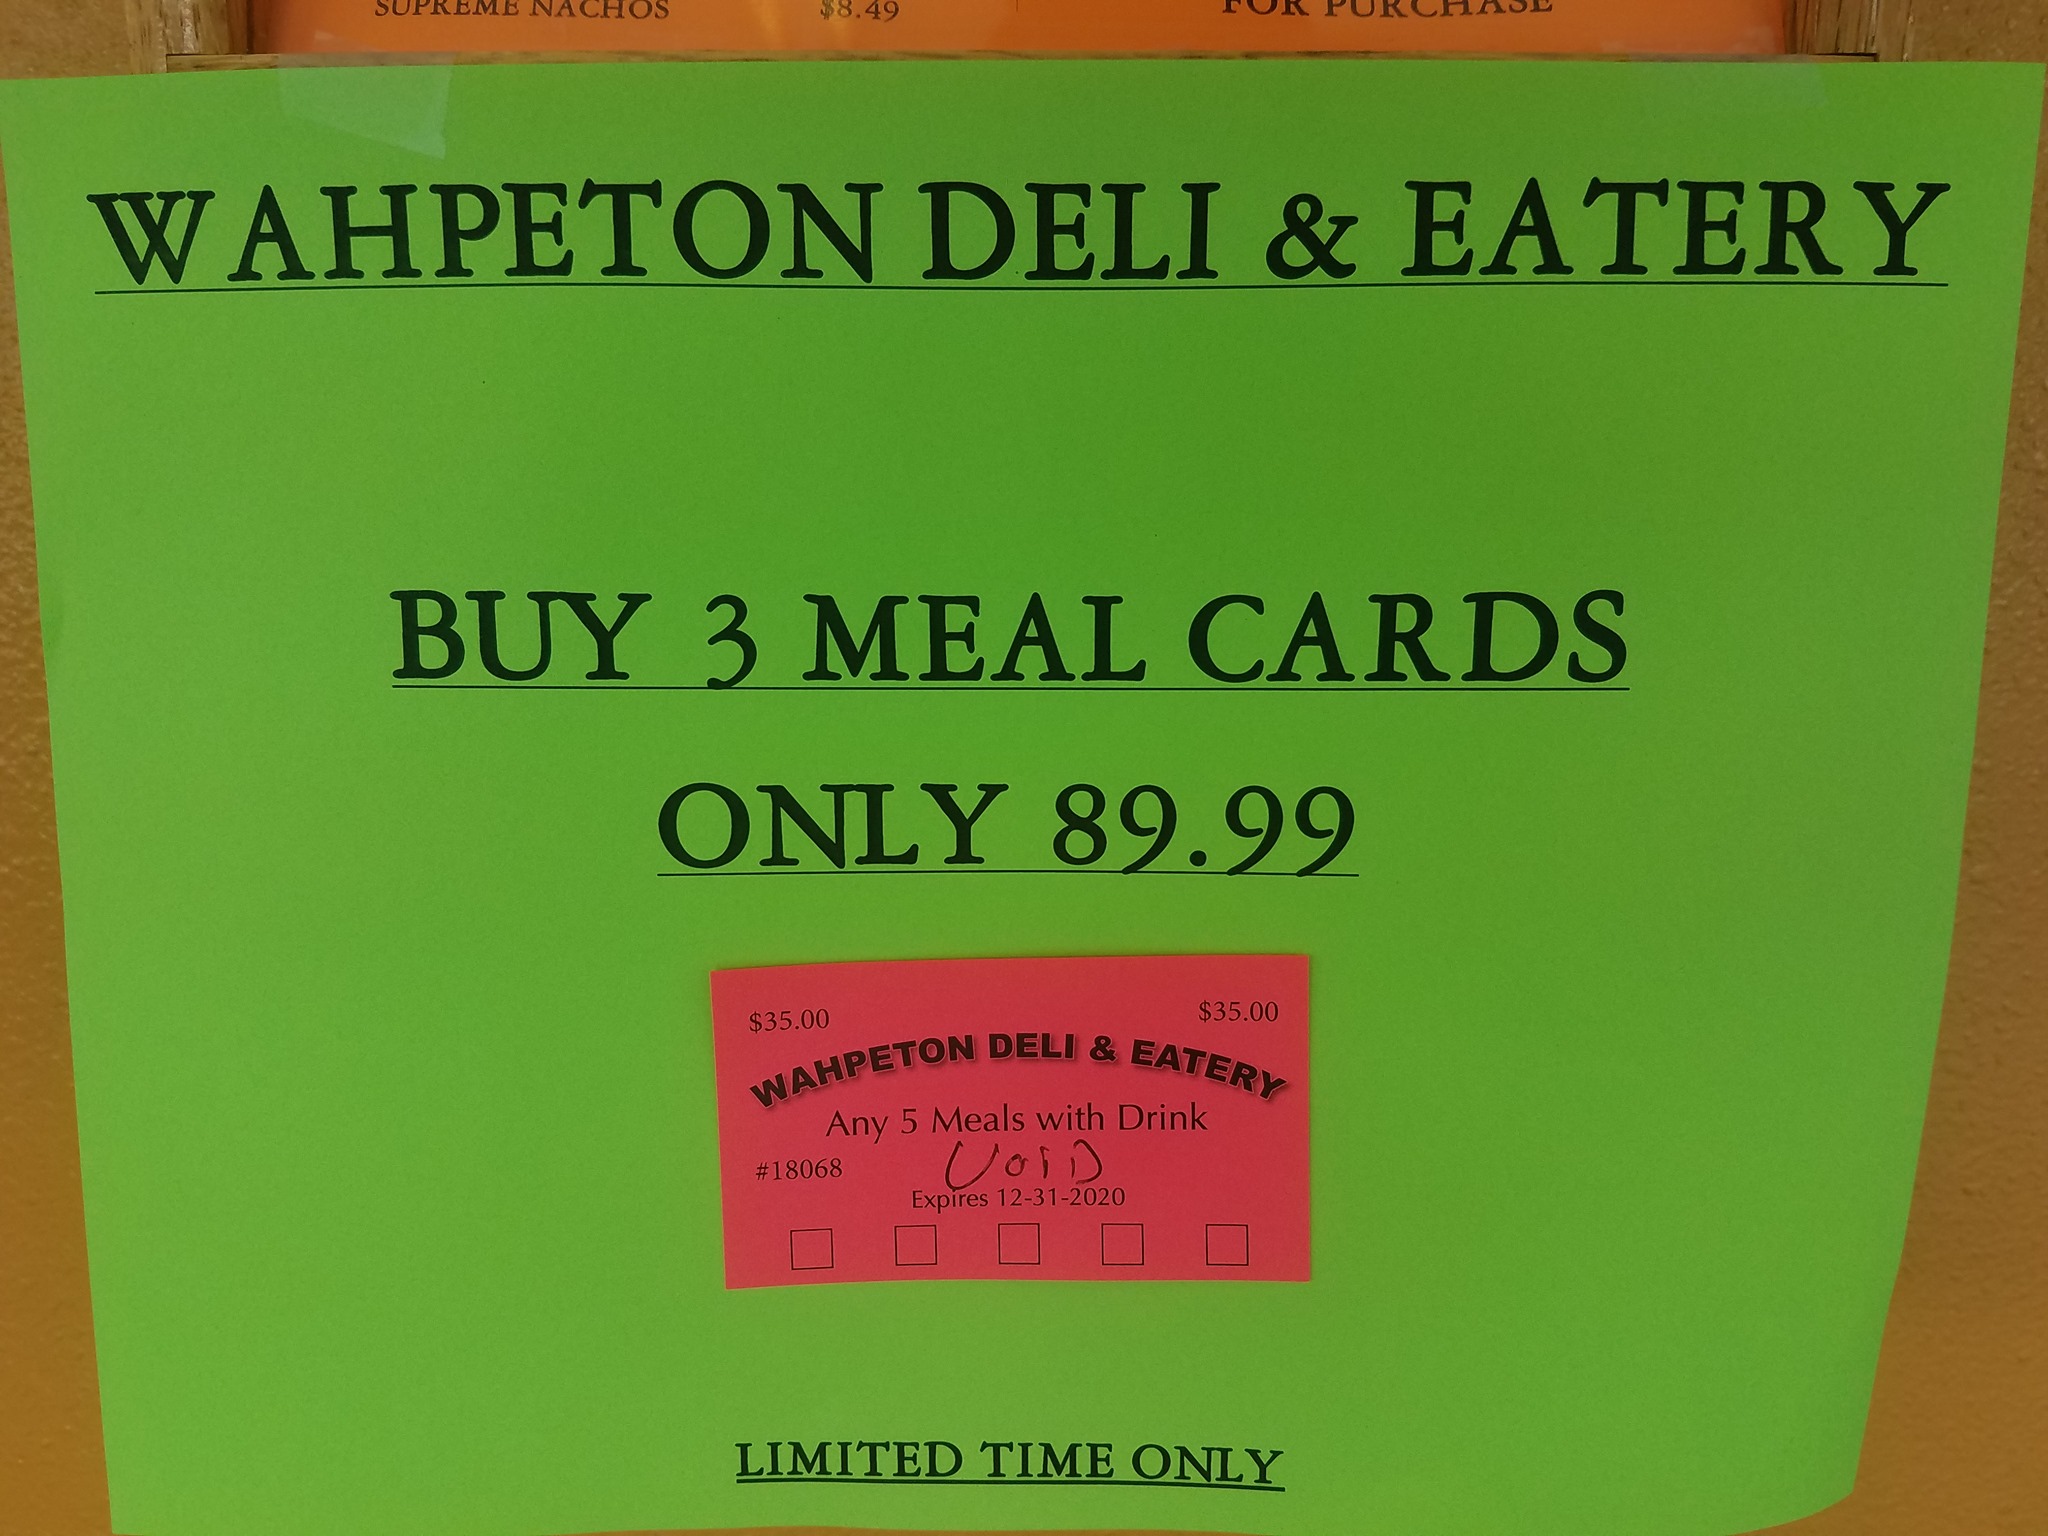 SUPREME NACHOS $8.49
FOR PURCHASE
WAHPETON DELI & EATERY
BUY 3 MEAL CARDS
ONLY 89.99
$35.00 $35.00
WAHPETON DELI & EATERY
Any 5 Meals with Drink
#18068 VOID
Expires 12-31-2020
LIMITED TIME ONLY